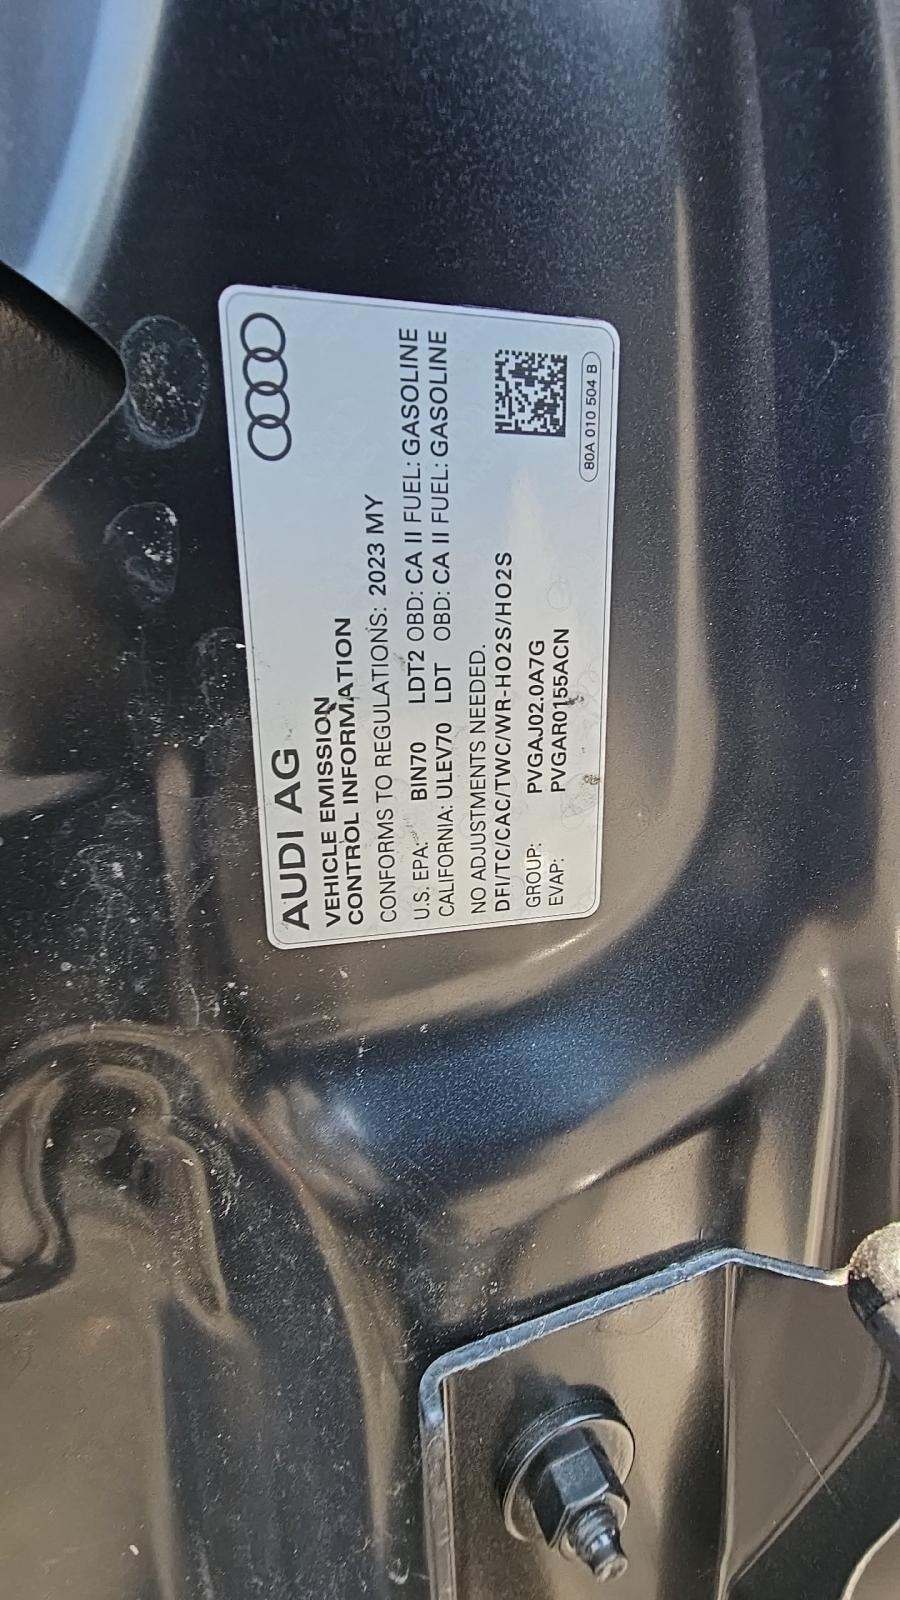 AUDI AG
VEHICLE EMISSION
CONTROL INFORMATION
CONFORMS TO REGULATIONS: 2023 MY
U.S. EPA: BIN70 LDT2 OBD: CA II FUEL: GASOLINE
CALIFORNIA: ULEV70 LDT OBD: CA II FUEL: GASOLINE
NO ADJUSTMENTS NEEDED.
DFI/TC/CAC/TWC/WR-HO2S/HO2S
GROUP: PVGAJ02.0A7G
EVAP: PVGAR0155ACN
80A 010 504 B